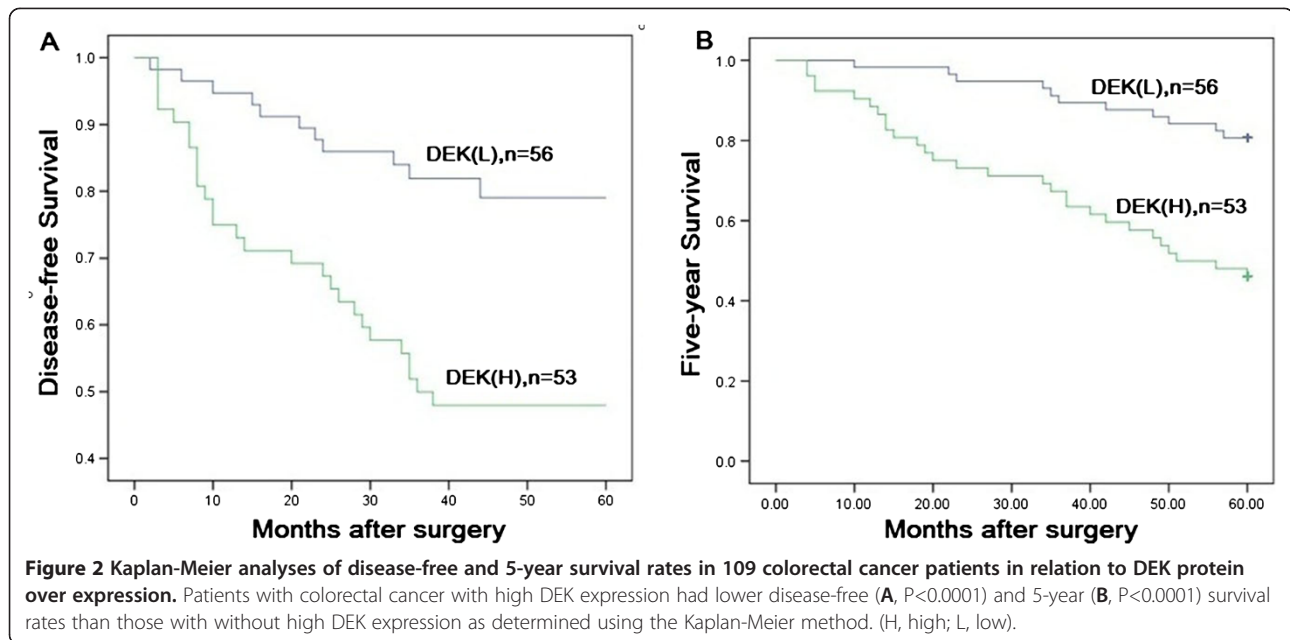 A
Disease-free Survival
1.0
0.9
0.8
0.7
0.6
0.5
0.4
DEK(L),n=56
DEK(H),n=53
0 10 20 30 40 50 60
Months after surgery
B
Five-year Survival
1.0
0.8
0.6
0.4
0.2
0.0
DEK(L),n=56
DEK(H),n=53
0.00 10.00 20.00 30.00 40.00 50.00 60.00
Months after surgery
Figure 2 Kaplan-Meier analyses of disease-free and 5-year survival rates in 109 colorectal cancer patients in relation to DEK protein
over expression. Patients with colorectal cancer with high DEK expression had lower disease-free (A, P<0.0001) and 5-year (B, P<0.0001) survival
rates than those with without high DEK expression as determined using the Kaplan-Meier method. (H, high; L, low).